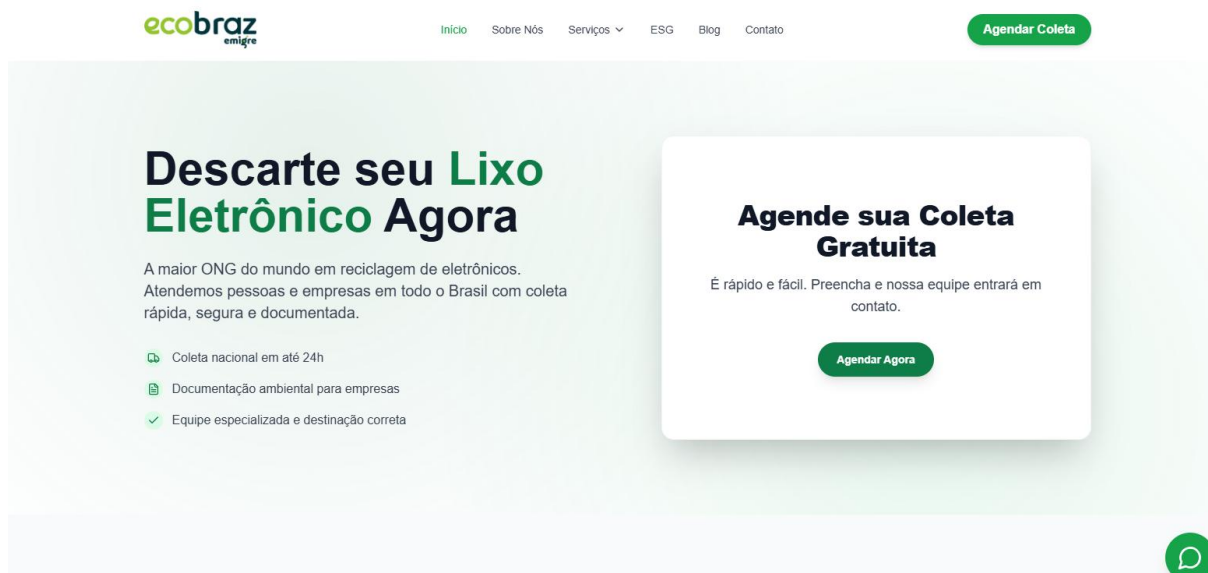 ecobraz
emigre
Início
Sobre Nós
Serviços
ESG
Blog
Contato
Agendar Coleta
Descarte seu Lixo
Eletrônico Agora
A maior ONG do mundo em reciclagem de eletrônicos.
Atendemos pessoas e empresas em todo o Brasil com coleta
rápida, segura e documentada.
Coleta nacional em até 24h
Documentação ambiental para empresas
Equipe especializada e destinação correta
Agende sua Coleta
Gratuita
É rápido e fácil. Preencha e nossa equipe entrará em
contato.
Agendar Agora